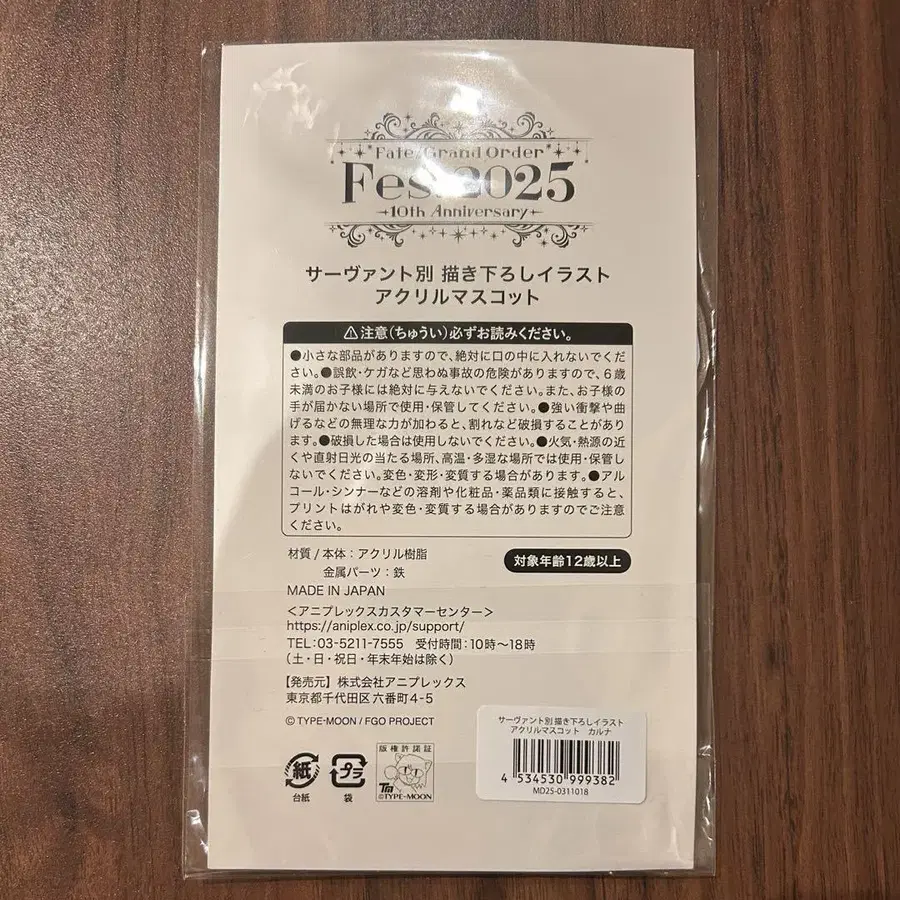 Fate/Grand Order
Fes. 2025
10th Anniversary
サーヴァント別 描き下ろしイラスト
アクリルマスコット
⚠注意(ちゅうい)必ずお読みください。
●小さな部品がありますので、絶対に口の中に入れないでくだ
さい。●誤飲・ケガなど思わぬ事故の危険がありますので、6歳
未満のお子様には絶対に与えないでください。また、お子様の
手が届かない場所で使用・保管してください。●強い衝撃や曲
げるなどの無理な力が加わると、割れなど破損することがあり
ます。●破損した場合は使用しないでください。●火気・熱源の近
くや直射日光の当たる場所、高温・多湿な場所では使用・保管し
ないでください。変色・変形・変質する場合があります。●アル
コール・シンナーなどの溶剤や化粧品・薬品類に接触すると、
プリントはがれや変色・変質する場合がありますのでご注意
ください。
材質/本体:アクリル樹脂
金属パーツ:鉄
対象年齢12歳以上
MADE IN JAPAN
<アニプレックスカスタマーセンター>
https://aniplex.co.jp/support/
TEL:03-5211-7555 受付時間:10時~18時
(土・日・祝日・年末年始は除く)
【発売元】株式会社アニプレックス
東京都千代田区六番町4-5
© TYPE-MOON / FGO PROJECT
紙
台紙
プラ
袋
版権許諾証
TM
©TYPE-MOON
サーヴァント別 描き下ろしイラスト
アクリルマスコット カルナ
4 534530 999382
MD25-0311018